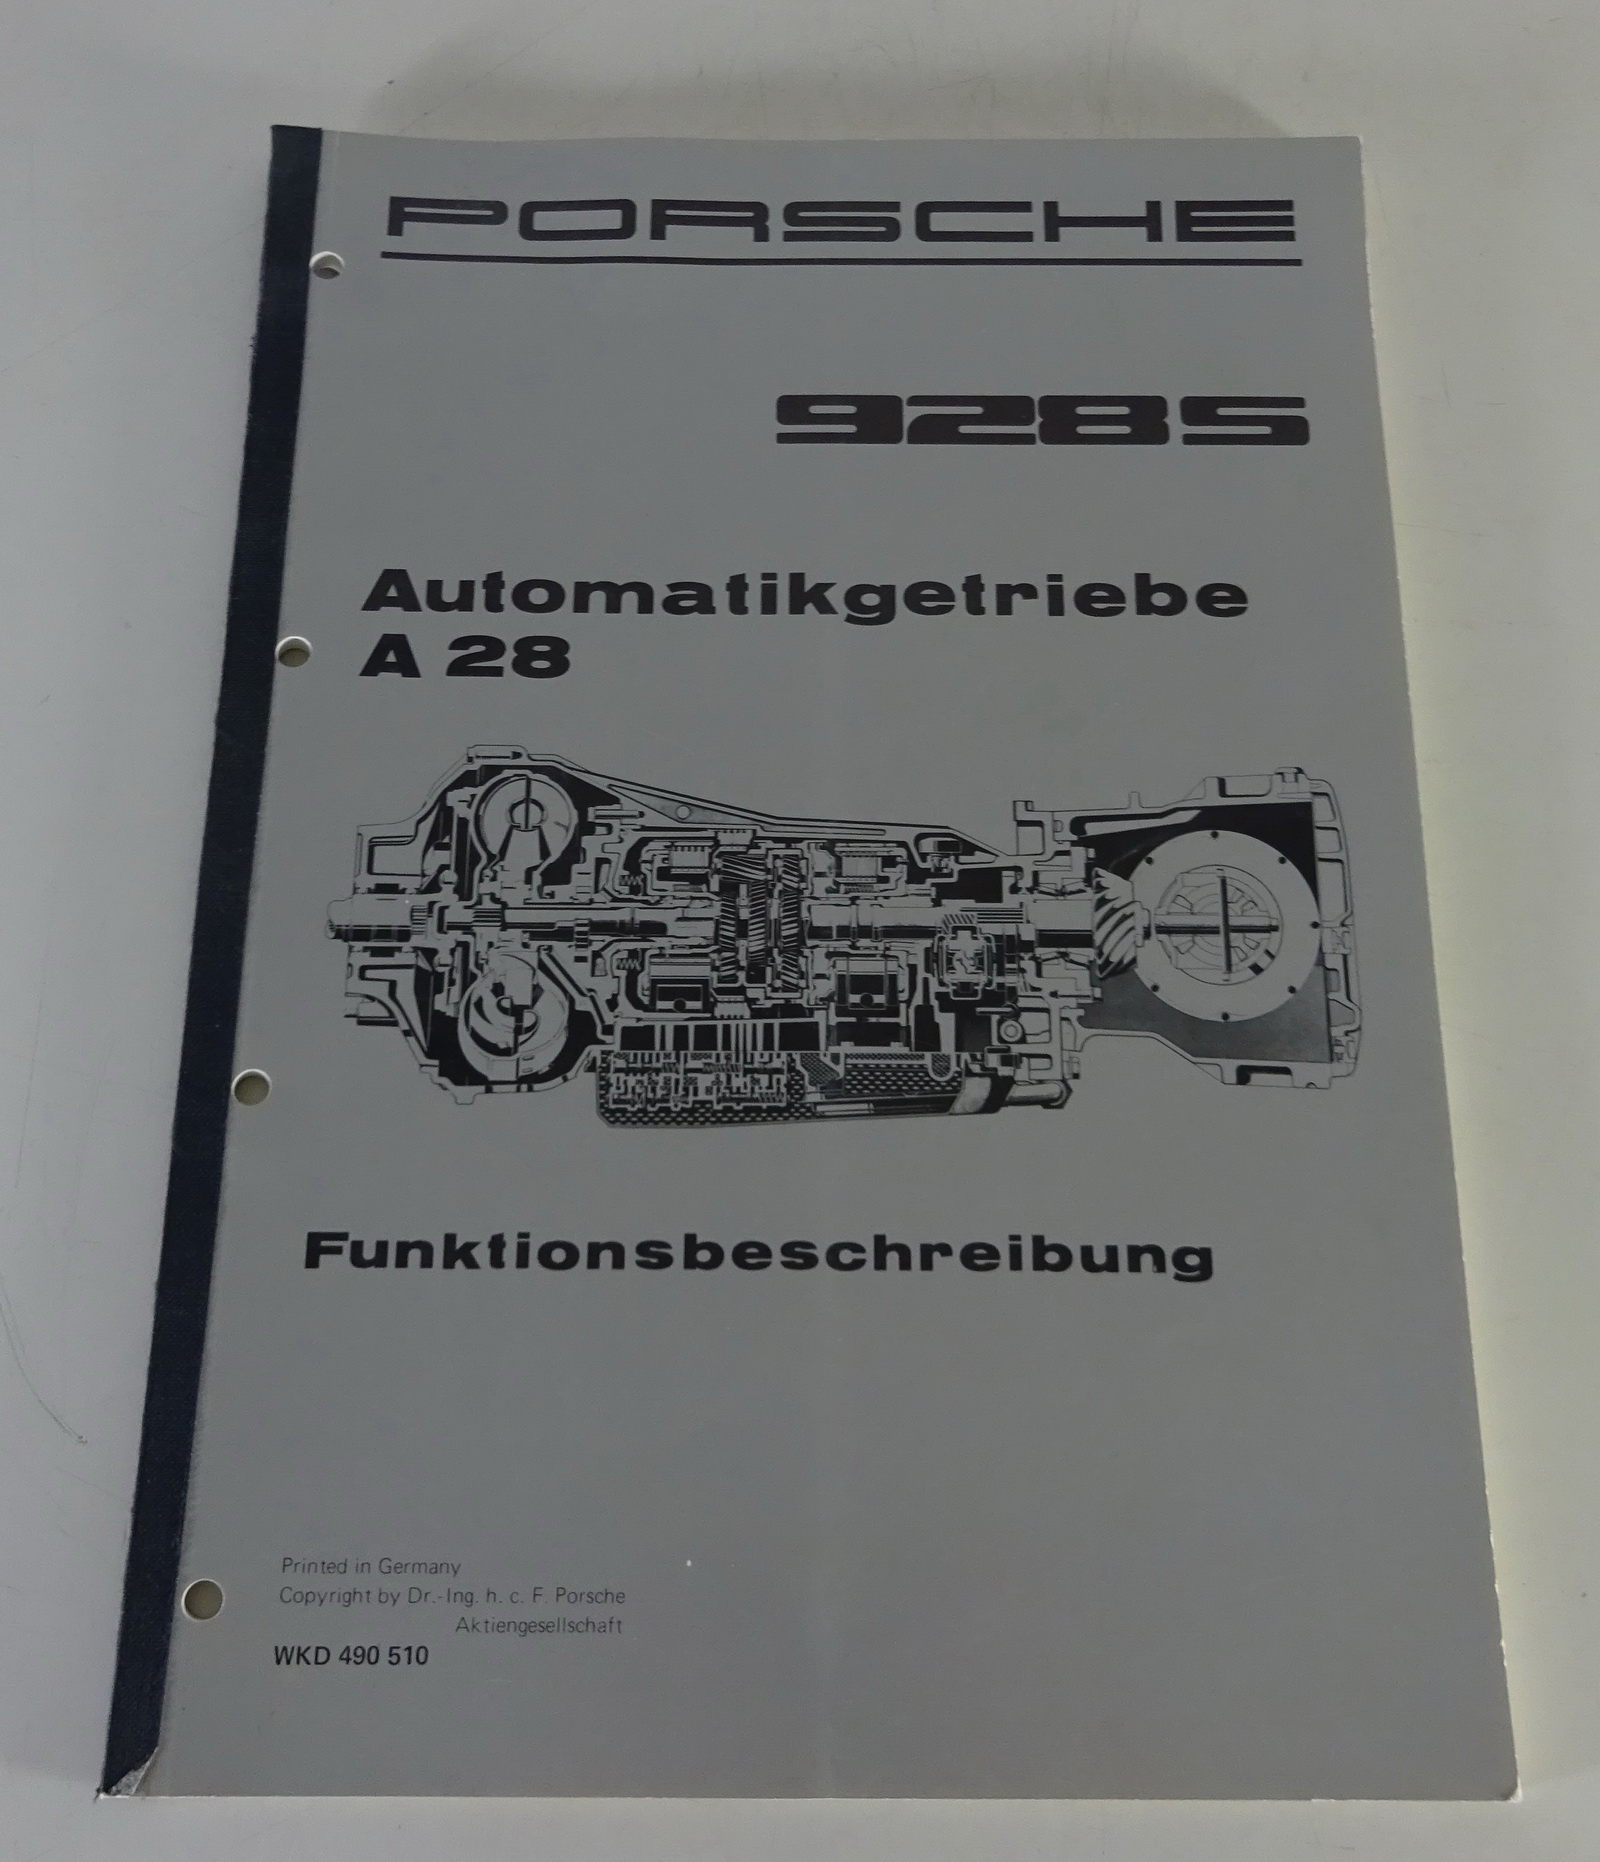 PORSCHE
928S
Automatikgetriebe
A 28
Funktionsbeschreibung
Printed in Germany
Copyright by Dr.-Ing. h. c. F. Porsche
Aktiengesellschaft
WKD 490 510